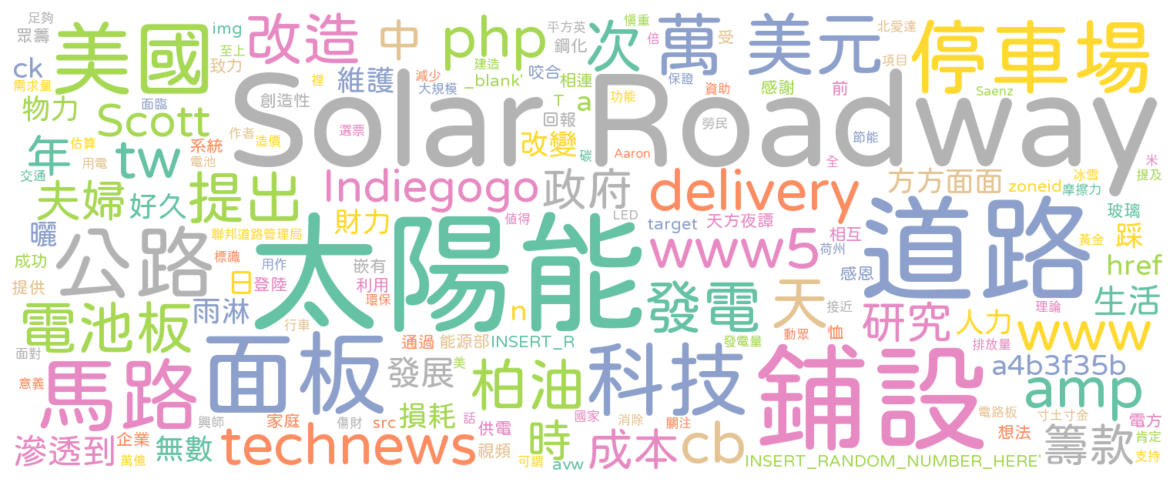 足夠
眾籌
美國
img
至上
致力
改造
中
php
平方英
鋼化
建造
_blank'
咬合
次
慎重
倍
萬
受
美元
北愛達
項目
停車場
ck
需求量
物力
面臨
Scott
維護
減少
大規模
創造性
相連
T
a
功能
保證
資助
感謝
前
Saenz
Solar Roadway
年
估算
用電
交通
tw
作者
造價
系統
電池
選票
回報
改變
碳
勞民
Aaron
節能
全
米
提及
冰雪
夫婦
好久
提出
Indiegogo
政府
delivery
方方面面
zoneid
摩擦力
曬
聯邦道路管理局
財力
值得
LED
target
天方夜譚
道路
玻璃
黃金
踩
成功
公路
標識
用作
嵌有
太陽能
www5
相互
荷州
感恩
href
提供
日
登陸
利用
環保
n
發電
天
接近
理論
生活
電池板
雨淋
行車
通過
能源部
INSERT_R
發電量
動眾
恤
研究
人力
排放量
www
面對
意義
馬路
面板
發展
美
柏油
科技
鋪設
a4b3f35b
amp
興師
家庭
傷財
src
損耗
話
供電
國家
消除
關注
電路板
寸土寸金
想法
電方
肯定
支持
滲透到
企業
萬億
無數
technews
視頻
可謂
時
avw
成本
cb
INSERT_RANDOM_NUMBER_HERE'
籌款